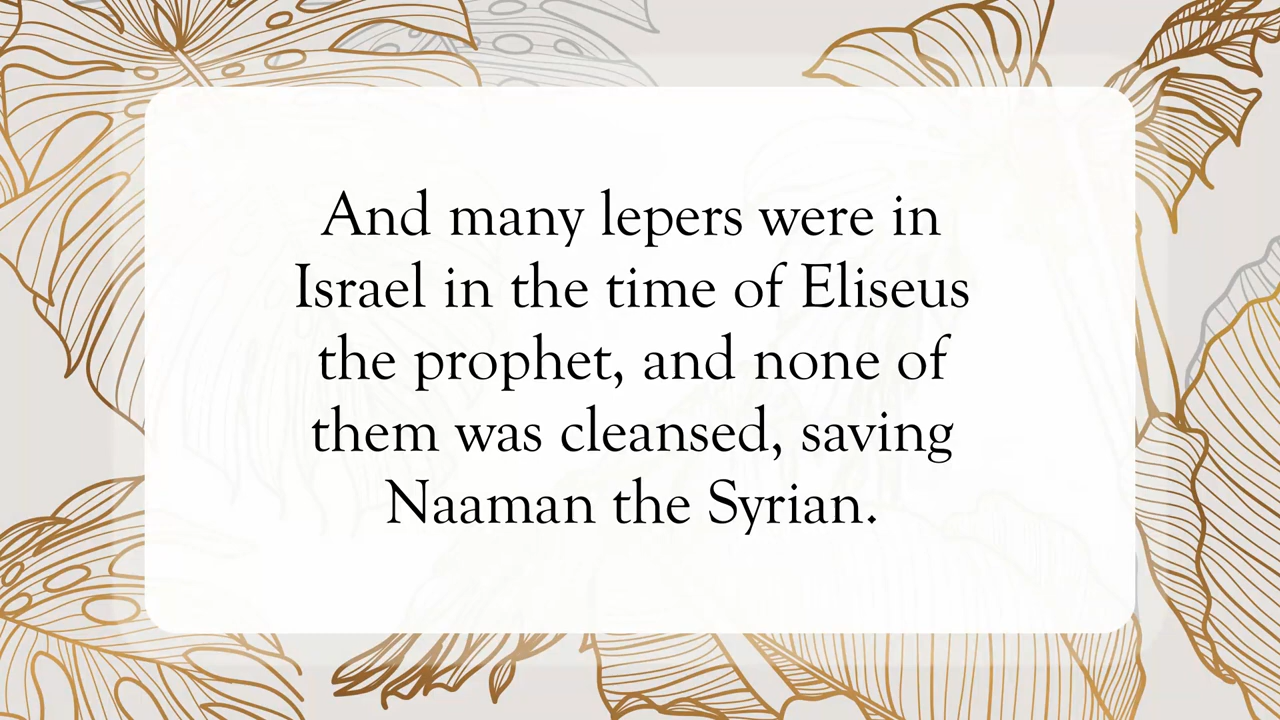 And many lepers were in
Israel in the time of Eliseus
the prophet, and none of
them was cleansed, saving
Naaman the Syrian.